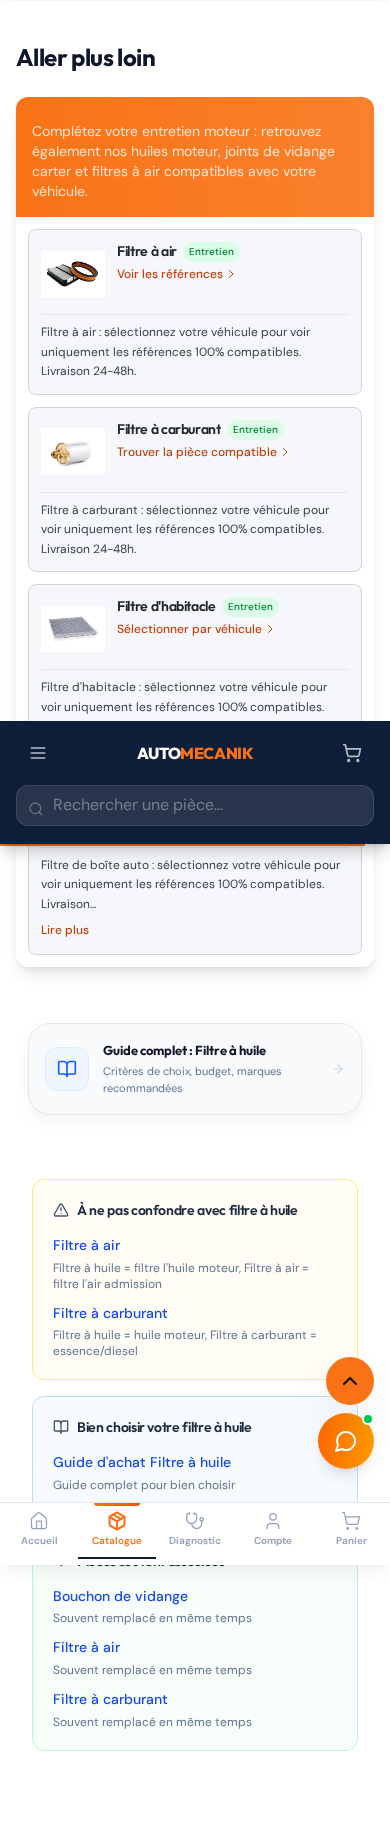 Aller plus loin
Complétez votre entretien moteur : retrouvez
également nos huiles moteur, joints de vidange
carter et filtres à air compatibles avec votre
véhicule.
Filtre à air Entretien
Voir les références
Filtre à air : sélectionnez votre véhicule pour voir
uniquement les références 100% compatibles.
Livraison 24-48h.
Filtre à carburant Entretien
Trouver la pièce compatible
Filtre à carburant : sélectionnez votre véhicule pour
voir uniquement les références 100% compatibles.
Livraison 24-48h.
Filtre d'habitacle Entretien
Sélectionner par véhicule
Filtre d'habitacle : sélectionnez votre véhicule pour
voir uniquement les références 100% compatibles.
AUTOMECANIK
Rechercher une pièce...
Filtre de boîte auto : sélectionnez votre véhicule pour
voir uniquement les références 100% compatibles.
Livraison...
Lire plus
Guide complet : Filtre à huile
Critères de choix, budget, marques
recommandées
À ne pas confondre avec filtre à huile
Filtre à air
Filtre à huile = filtre l'huile moteur, Filtre à air =
filtre l'air admission
Filtre à carburant
Filtre à huile = huile moteur, Filtre à carburant =
essence/diesel
Bien choisir votre filtre à huile
Guide d'achat Filtre à huile
Guide complet pour bien choisir
Accueil
Catalogue
Diagnostic
Compte
Panier
Bouchon de vidange
Souvent remplacé en même temps
Filtre à air
Souvent remplacé en même temps
Filtre à carburant
Souvent remplacé en même temps